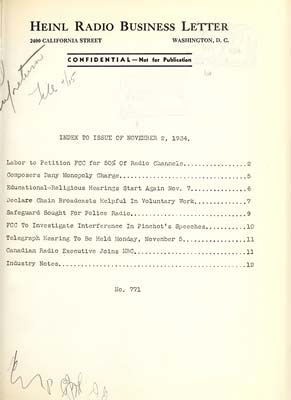 HEINL RADIO BUSINESS LETTER
2400 CALIFORNIA STREET WASHINGTON, D. C.
CONFIDENTIAL—Not for Publication
INDEX TO ISSUE OF NOVEMBER 2, 1934.
Labor to Petition FCC for 50% Of Radio Channels................2
Composers Deny Monopoly Charge................5
Educational-Religious Hearings Start Again Nov. 7................6
Declare Chain Broadcasts Helpful In Voluntary Work................7
Safeguard Sought For Police Radio................9
FCC To Investigate Interference In Pinchot's Speeches................10
Telegraph Hearing To Be Held Monday, November 5................11
Canadian Radio Executive Joins NBC................11
Industry Notes................12
No. 771